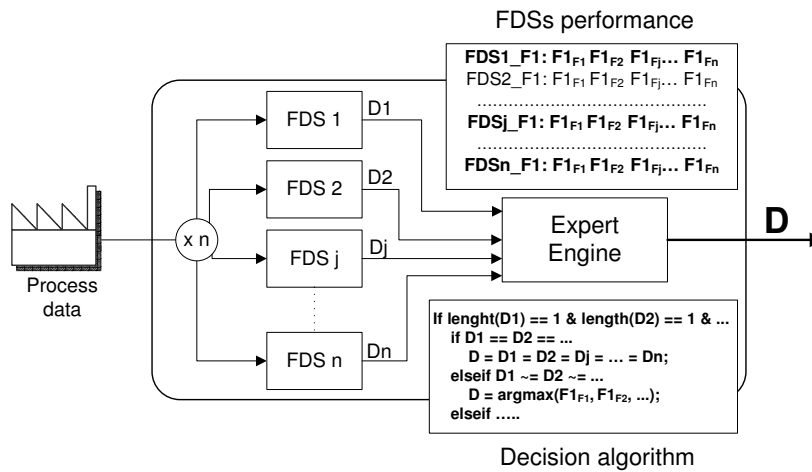 FDSs performance
FDS1_F1: F1F1 F1F2 F1Fj... F1Fn
FDS2_F1: F1F1 F1F2 F1Fj... F1Fn
................................................
FDSj_F1: F1F1 F1F2 F1Fj... F1Fn
................................................
FDSn_F1: F1F1 F1F2 F1Fj... F1Fn
FDS 1
D1
FDS 2
D2
x n
FDS j
Dj
FDS n
Dn
Process
data
Expert
Engine
D
If lenght(D1) == 1 & length(D2) == 1 & ...
if D1 == D2 == ...
D = D1 = D2 = Dj = ... = Dn;
elseif D1 ~= D2 ~= ...
D = argmax(F1F1, F1F2, ...);
elseif .....
Decision algorithm